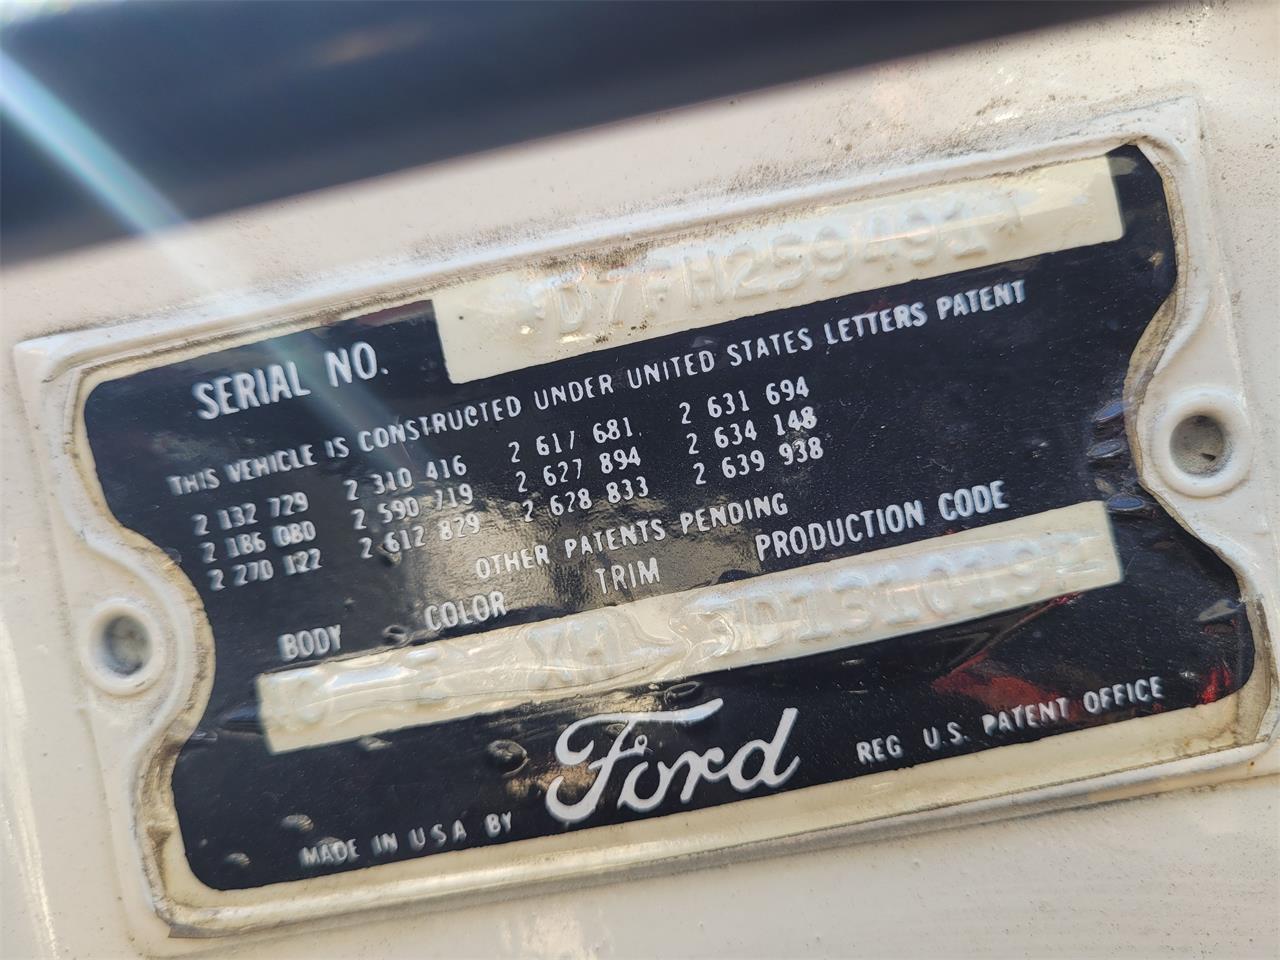 SERIAL NO. *D7FH259491*
THIS VEHICLE IS CONSTRUCTED UNDER UNITED STATES LETTERS PATENT
2 132 729 2 310 416 2 617 681 2 631 694
2 186 080 2 590 719 2 627 894 2 634 148
2 270 122 2 612 829 2 628 833 2 639 938
OTHER PATENTS PENDING
BODY COLOR TRIM PRODUCTION CODE
E XM
MADE IN U S A BY Ford REG U.S. PATENT OFFICE